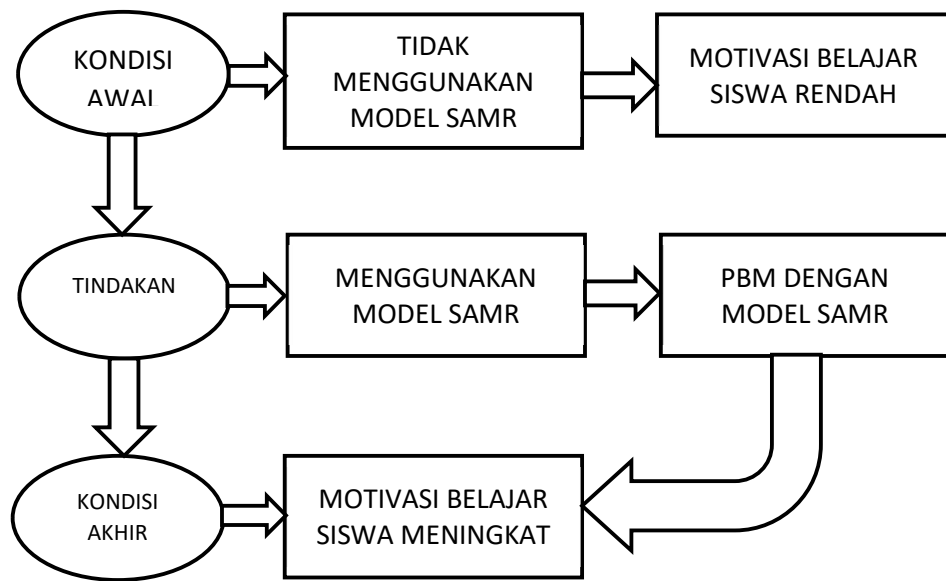 KONDISI
AWAL
TIDAK
MENGGUNAKAN
MODEL SAMR
MOTIVASI BELAJAR
SISWA RENDAH
TINDAKAN
MENGGUNAKAN
MODEL SAMR
PBM DENGAN
MODEL SAMR
KONDISI
AKHIR
MOTIVASI BELAJAR
SISWA MENINGKAT